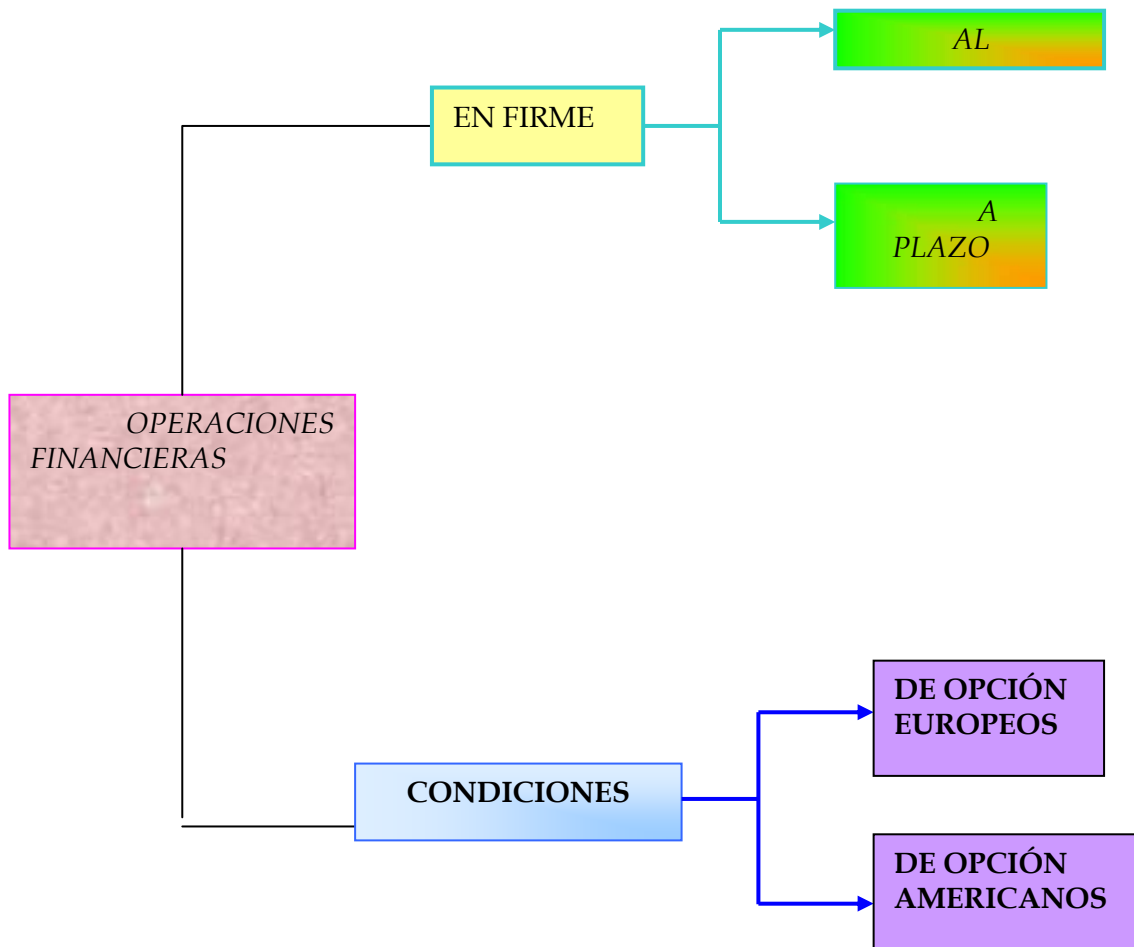 AL
EN FIRME
A
PLAZO
OPERACIONES
FINANCIERAS
DE OPCIÓN
EUROPEOS
CONDICIONES
DE OPCIÓN
AMERICANOS